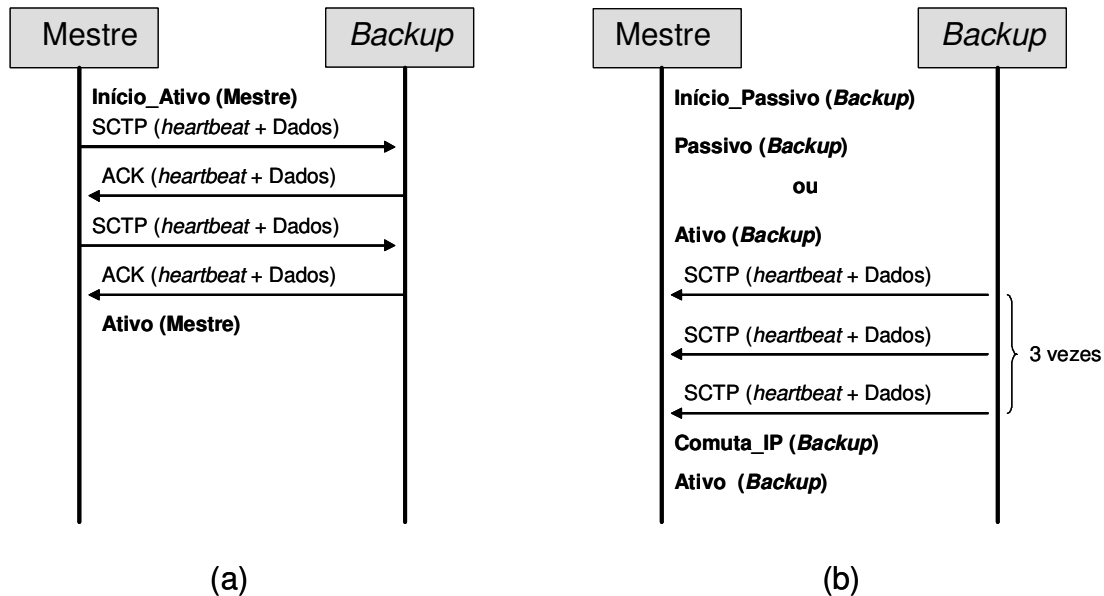 Mestre
Backup
Início_Ativo (Mestre)
SCTP (heartbeat + Dados)
ACK (heartbeat + Dados)
SCTP (heartbeat + Dados)
ACK (heartbeat + Dados)
Ativo (Mestre)
(a)
Mestre
Backup
Início_Passivo (Backup)
Passivo (Backup)
ou
Ativo (Backup)
SCTP (heartbeat + Dados)
SCTP (heartbeat + Dados)
3 vezes
SCTP (heartbeat + Dados)
Comuta_IP (Backup)
Ativo (Backup)
(b)